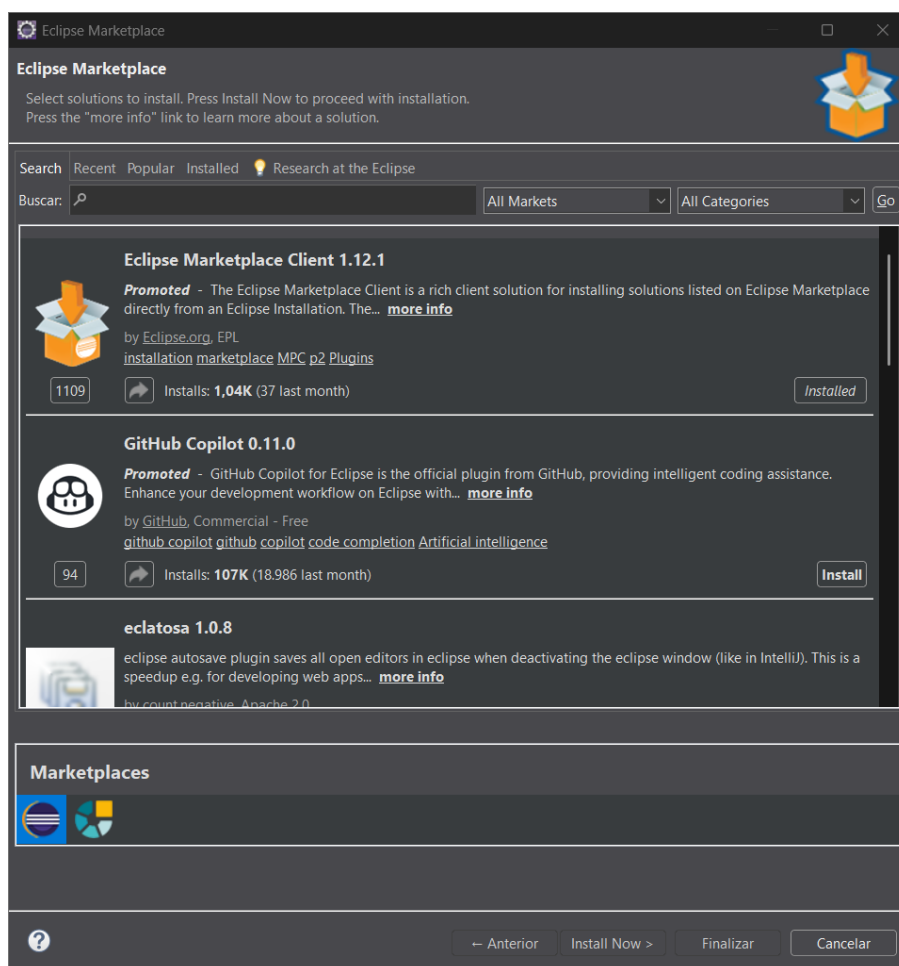 Eclipse Marketplace
Eclipse Marketplace
Select solutions to install. Press Install Now to proceed with installation.
Press the "more info" link to learn more about a solution.
Search Recent Popular Installed Research at the Eclipse
Buscar: All Markets All Categories Go
Eclipse Marketplace Client 1.12.1
Promoted - The Eclipse Marketplace Client is a rich client solution for installing solutions listed on Eclipse Marketplace
directly from an Eclipse Installation. The... more info
by Eclipse.org, EPL
installation marketplace MPC p2 Plugins
1109 Installs: 1,04K (37 last month) Installed
GitHub Copilot 0.11.0
Promoted - GitHub Copilot for Eclipse is the official plugin from GitHub, providing intelligent coding assistance.
Enhance your development workflow on Eclipse with... more info
by GitHub, Commercial - Free
github copilot github copilot code completion Artificial intelligence
94 Installs: 107K (18.986 last month) Install
eclatosa 1.0.8
eclipse autosave plugin saves all open editors in eclipse when deactivating the eclipse window (like in IntelliJ). This is a
speedup e.g. for developing web apps... more info
by count negative, Apache 2.0
Marketplaces
← Anterior Install Now > Finalizar Cancelar